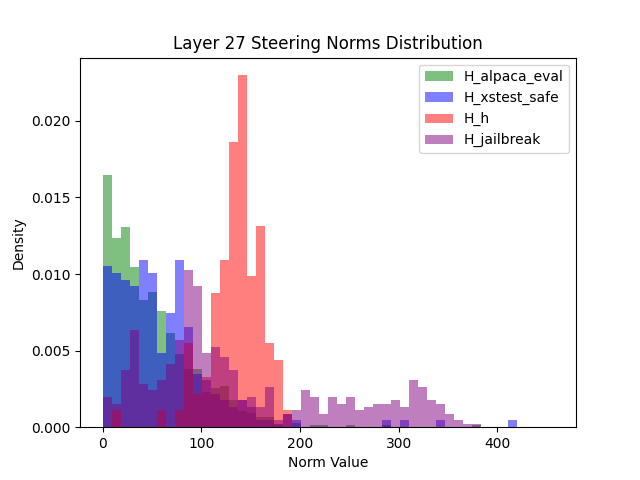 Layer 27 Steering Norms Distribution
H_alpaca_eval
H_xstest_safe
H_h
H_jailbreak
Density
0.020
0.015
0.010
0.005
0.000
0
100
200
300
400
Norm Value